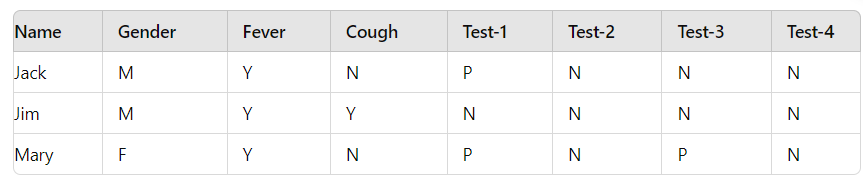 Name Gender Fever Cough Test-1 Test-2 Test-3 Test-4
Jack M Y N P N N N
Jim M Y Y N N N N
Mary F Y N P N P N